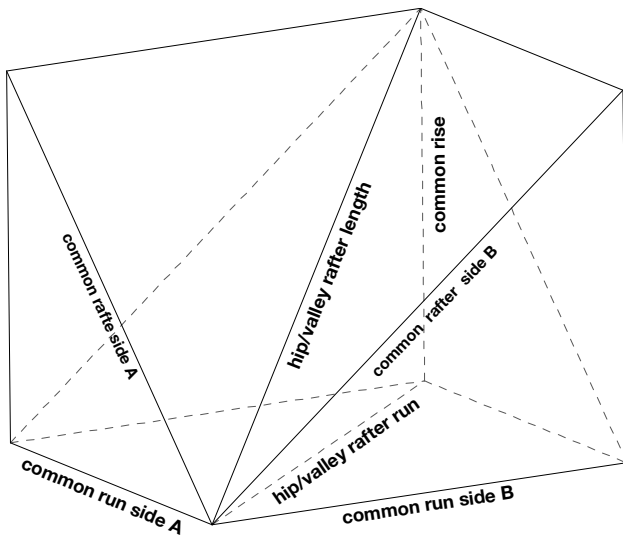 common rise
hip/valley rafter length
common rafte side A
common rafter side B
hip/valley rafter run
common run side A
common run side B